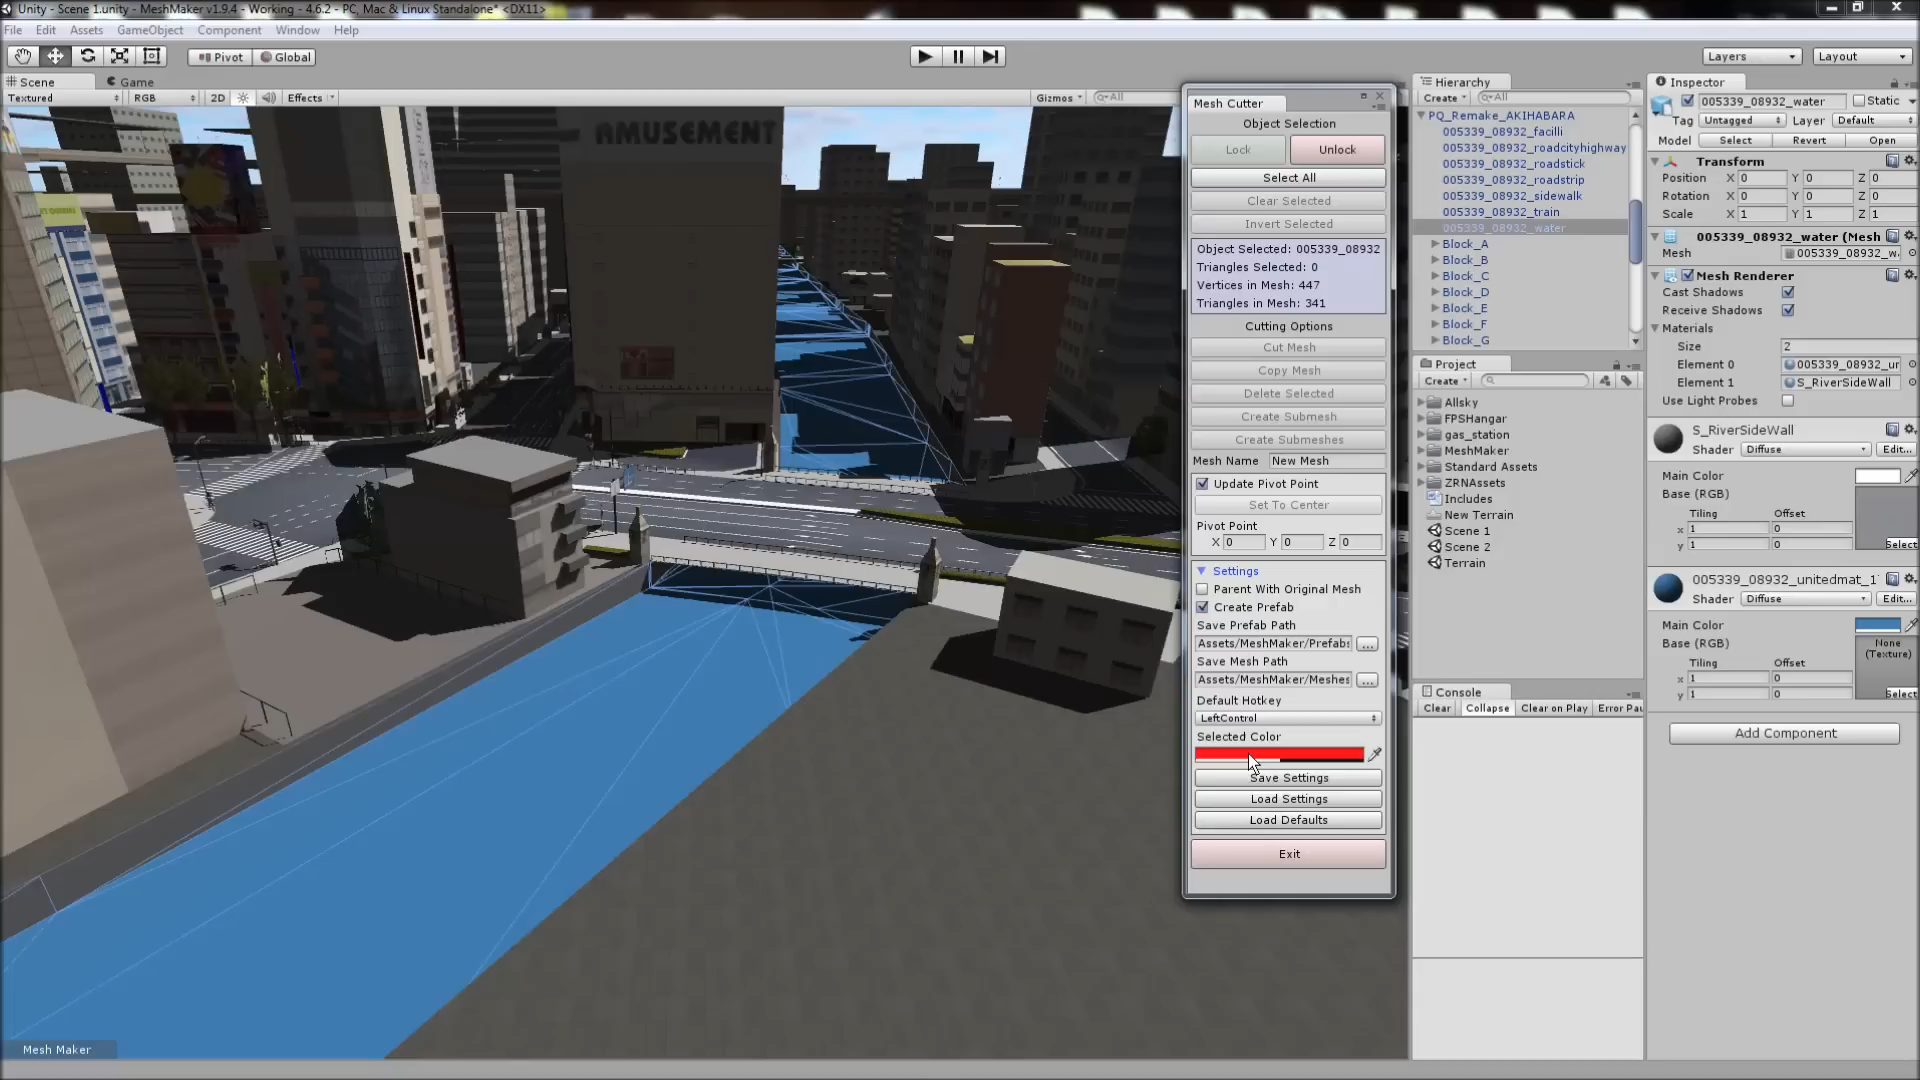 Unity - Scene 1.unity - MeshMaker v1.9.4 - Working - 4.6.2 - PC, Mac & Linux Standalone* <DX11>
File Edit Assets GameObject Component Window Help
Pivot Global
Layers Layout
Scene Game
Textured RGB 2D Effects Gizmos All
AMUSEMENT
Mesh Maker
Mesh Cutter
Object Selection
Lock Unlock
Select All
Clear Selected
Invert Selected
Object Selected: 005339_08932
Triangles Selected: 0
Vertices in Mesh: 447
Triangles in Mesh: 341
Cutting Options
Cut Mesh
Copy Mesh
Delete Selected
Create Submesh
Create Submeshes
Mesh Name New Mesh
Update Pivot Point
Set To Center
Pivot Point
X 0 Y 0 Z 0
Settings
Parent With Original Mesh
Create Prefab
Save Prefab Path
Assets/MeshMaker/Prefabs ...
Save Mesh Path
Assets/MeshMaker/Meshes ...
Default Hotkey
LeftControl
Selected Color
Save Settings
Load Settings
Load Defaults
Exit
Hierarchy
Create All
PQ_Remake_AKIHABARA
005339_08932_facilli
005339_08932_roadcityhighway
005339_08932_roadstick
005339_08932_roadstrip
005339_08932_sidewalk
005339_08932_train
005339_08932_water
Block_A
Block_B
Block_C
Block_D
Block_E
Block_F
Block_G
Project
Create
Allsky
FPSHangar
gas_station
MeshMaker
Standard Assets
ZRNAssets
Includes
New Terrain
Scene 1
Scene 2
Terrain
Console
Clear Collapse Clear on Play Error Pau
Inspector
005339_08932_water Static
Tag Untagged Layer Default
Model Select Revert Open
Transform
Position X 0 Y 0 Z 0
Rotation X 0 Y 0 Z 0
Scale X 1 Y 1 Z 1
005339_08932_water (Mesh
Mesh 005339_08932_w
Mesh Renderer
Cast Shadows
Receive Shadows
Materials
Size 2
Element 0 005339_08932_ur
Element 1 S_RiverSideWall
Use Light Probes
S_RiverSideWall
Shader Diffuse Edit...
Main Color
Base (RGB)
Tiling Offset
x 1 0
y 1 0 Select
005339_08932_unitedmat_1
Shader Diffuse Edit...
Main Color
Base (RGB) None (Texture)
Tiling Offset
x 1 0
y 1 0 Select
Add Component